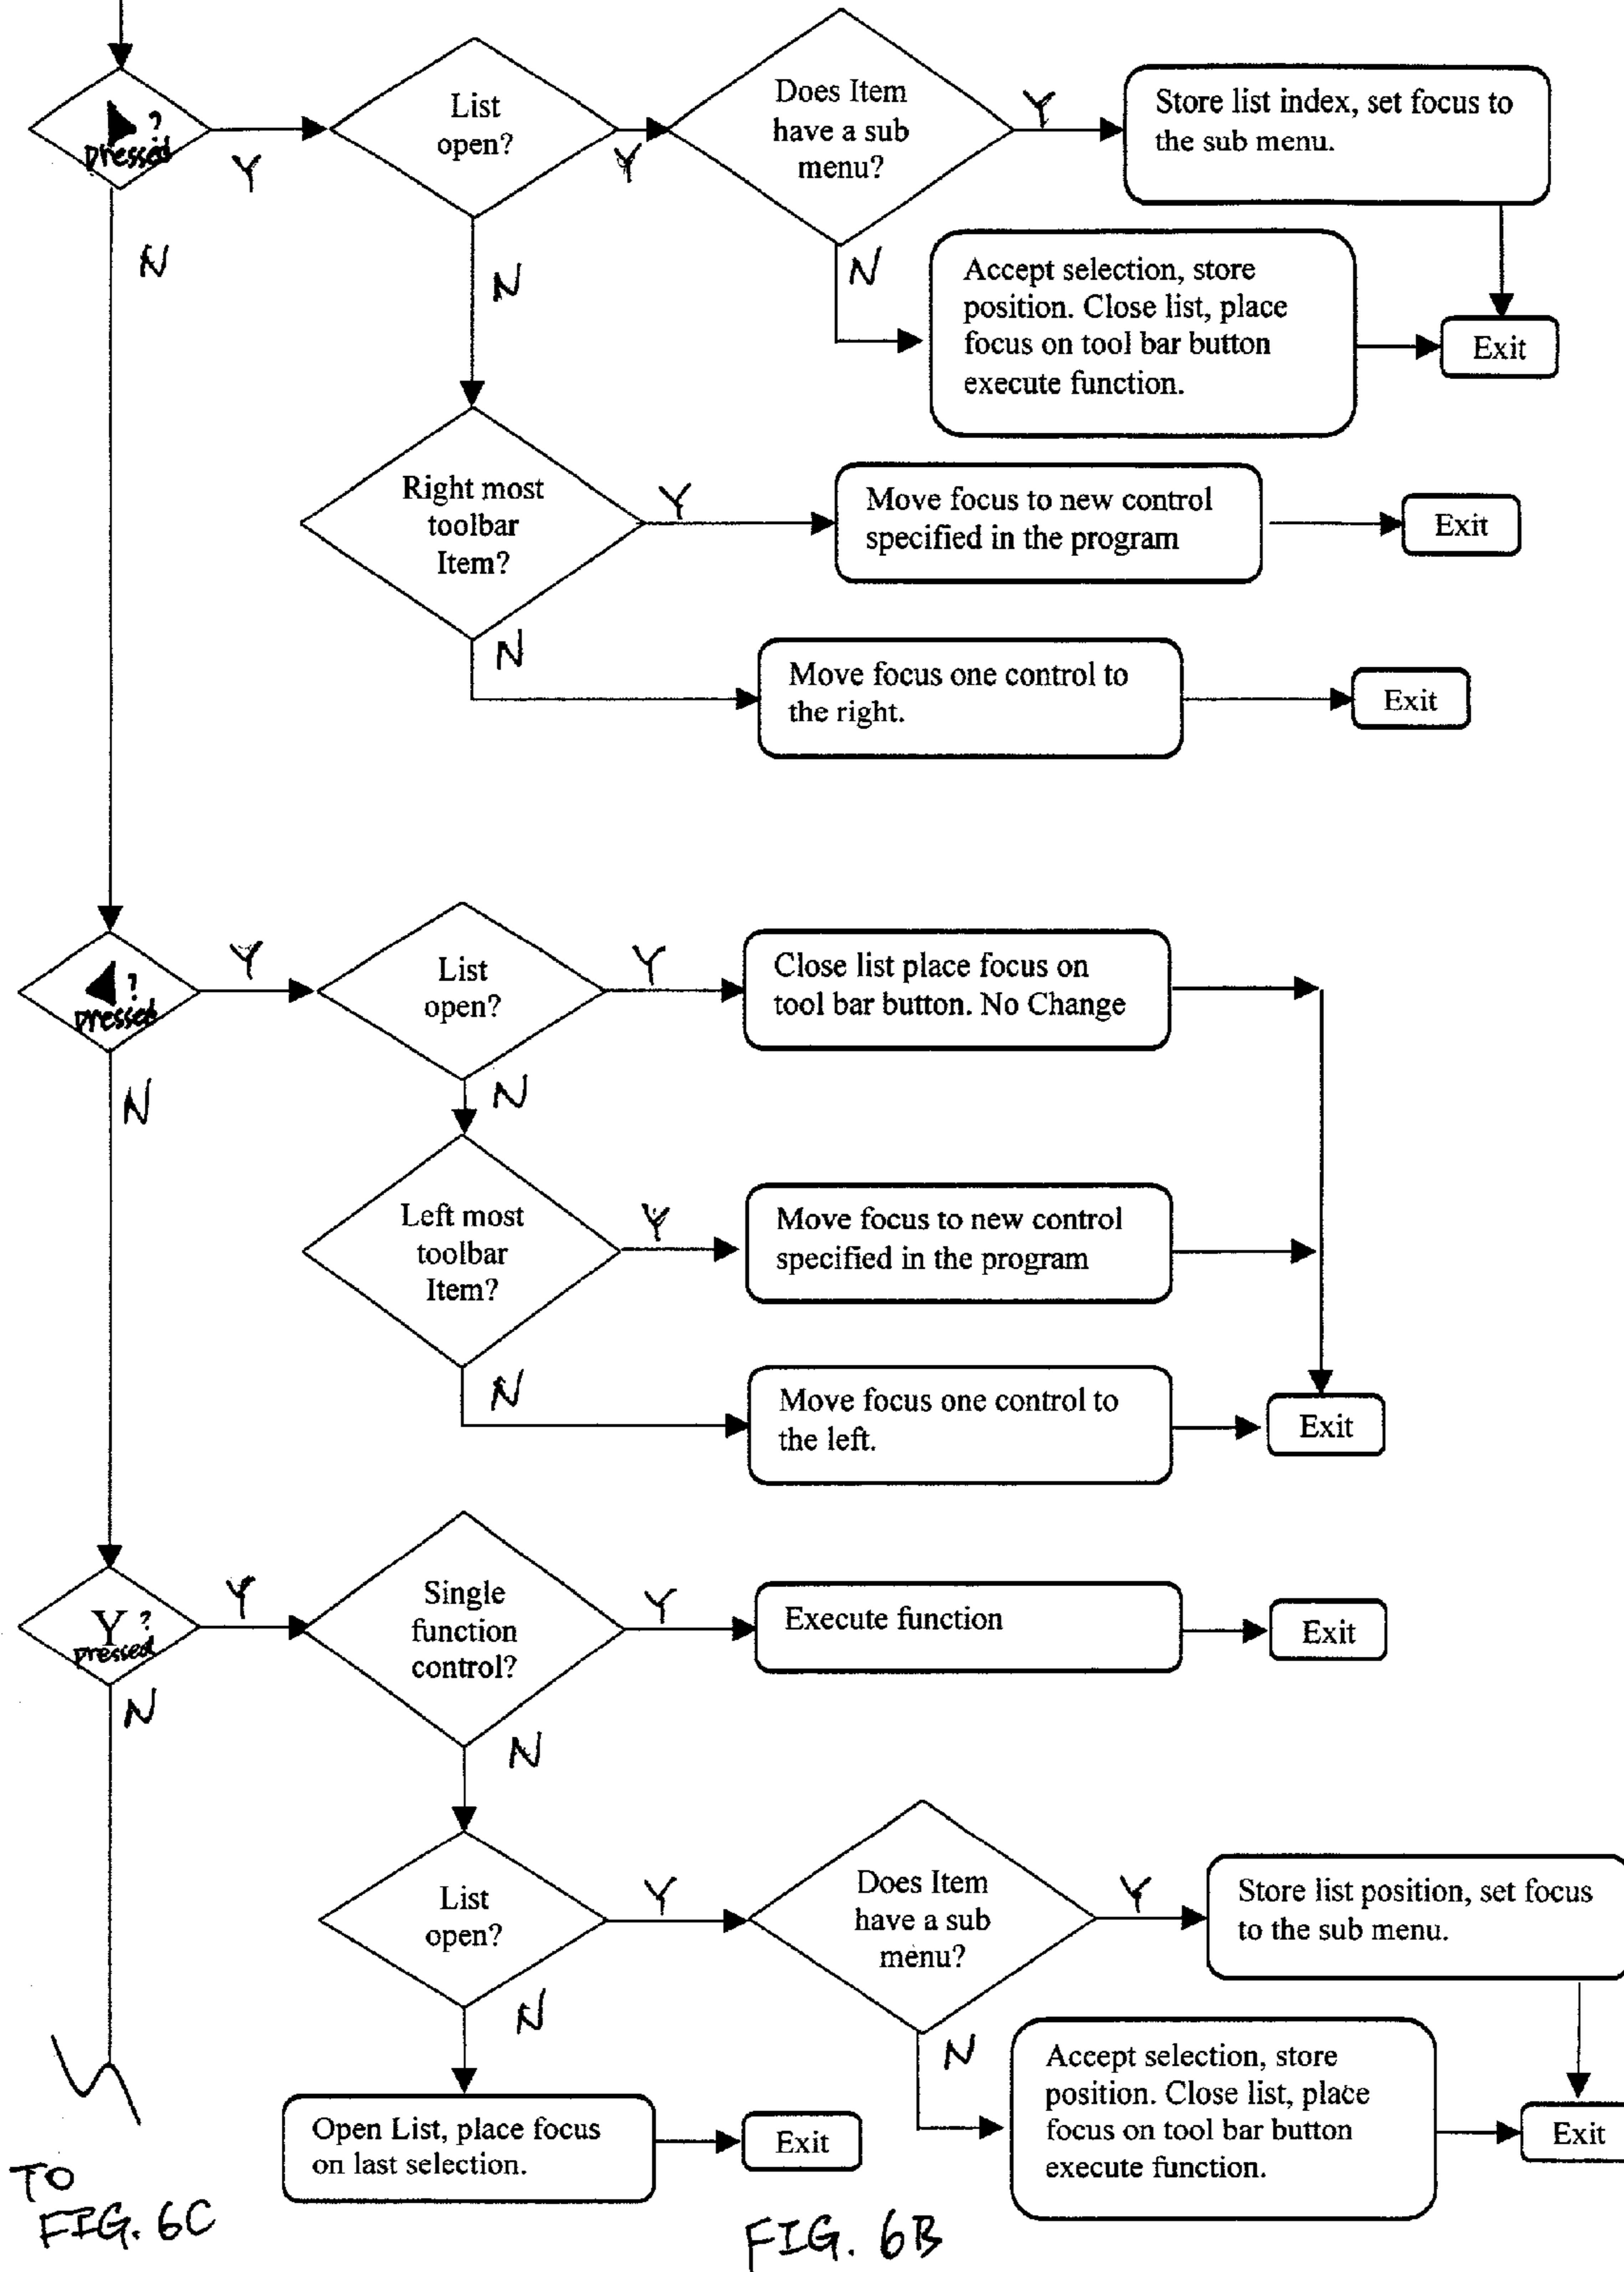 ? pressed
Y
N
List
open?
Y
N
Does Item
have a sub
menu?
Y
N
Store list index, set focus to
the sub menu.
Accept selection, store
position. Close list, place
focus on tool bar button
execute function.
Exit
Right most
toolbar
Item?
Y
N
Move focus to new control
specified in the program
Exit
Move focus one control to
the right.
Exit
? pressed
Y
N
List
open?
Y
N
Close list place focus on
tool bar button. No Change
Left most
toolbar
Item?
Y
N
Move focus to new control
specified in the program
Move focus one control to
the left.
Exit
Y ?
pressed
Y
N
Single
function
control?
Y
N
Execute function
Exit
List
open?
Y
N
Does Item
have a sub
menu?
Y
N
Store list position, set focus
to the sub menu.
Accept selection, store
position. Close list, place
focus on tool bar button
execute function.
Exit
Open List, place focus
on last selection.
Exit
TO
FIG. 6C
FIG. 6B